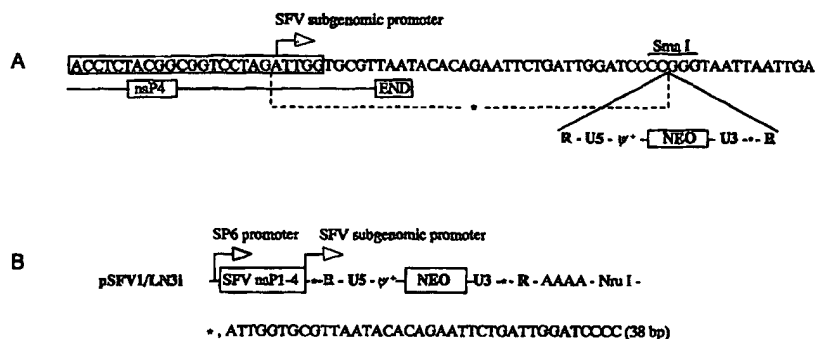 SFV subgenomic promoter
Sma I
A
ACCTCTACGGCGGTCCTAGATTGGTGCGTTAATACACAGAATTCTGATTGGATCCCCGGGTAATTAATTGA
nsP4
END
*
R - U5 - ψ+ - NEO - U3 -*- R
SP6 promoter
SFV subgenomic promoter
B
pSFV1/LN3i
SFV nsP1-4 -*- R - U5 - ψ+ - NEO - U3 -*- R - AAAA - Nru I -
*, ATTGGTGCGTTAATACACAGAATTCTGATTGGATCCCC (38 bp)